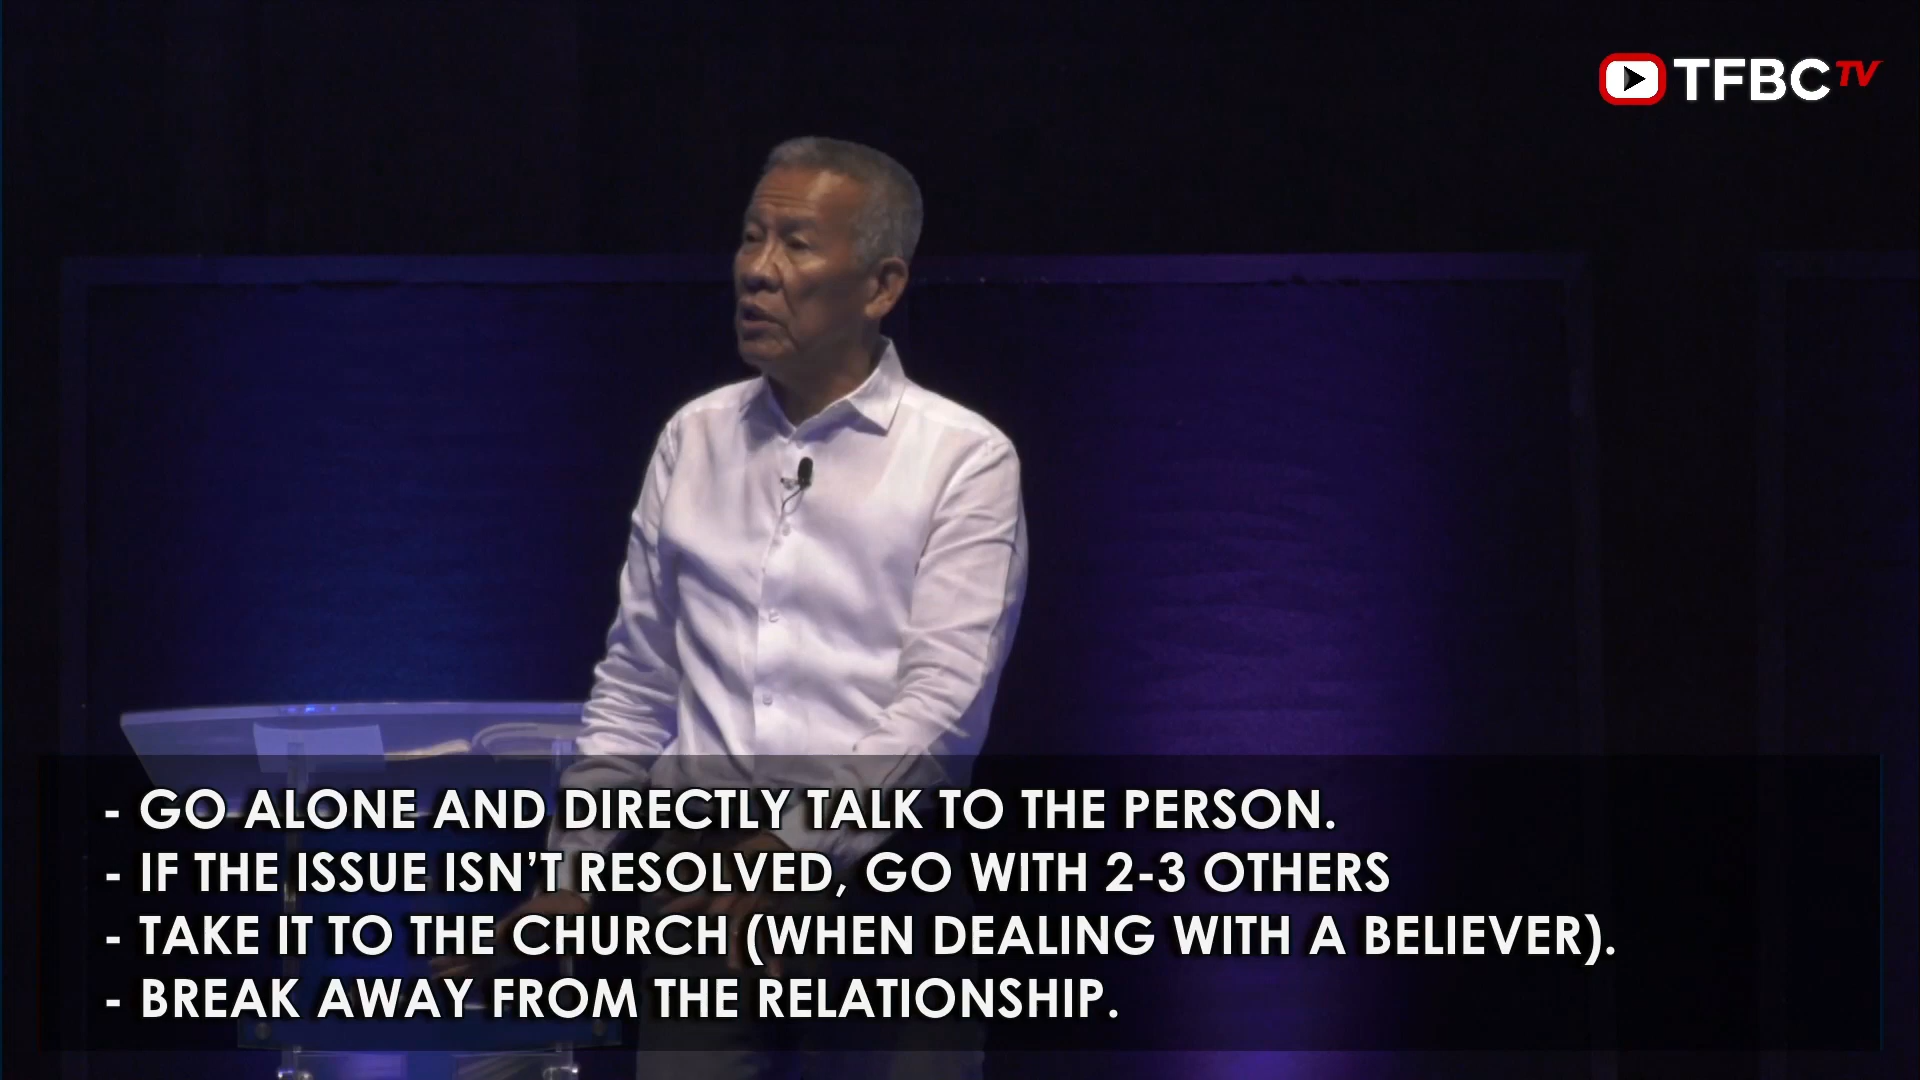 TFBC TV
- GO ALONE AND DIRECTLY TALK TO THE PERSON.
- IF THE ISSUE ISN’T RESOLVED, GO WITH 2-3 OTHERS
- TAKE IT TO THE CHURCH (WHEN DEALING WITH A BELIEVER).
- BREAK AWAY FROM THE RELATIONSHIP.